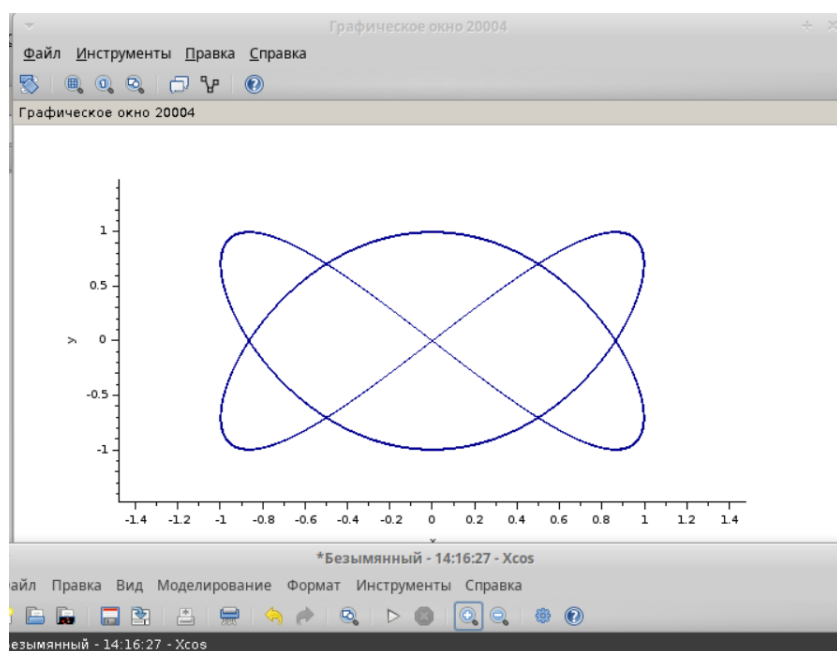 Графическое окно 20004
Файл Инструменты Правка Справка
Графическое окно 20004
1
0.5
0
-0.5
-1
y
-1.4 -1.2 -1 -0.8 -0.6 -0.4 -0.2 0 0.2 0.4 0.6 0.8 1 1.2 1.4
x
*Безымянный - 14:16:27 - Xcos
айл Правка Вид Моделирование Формат Инструменты Справка
езымянный - 14:16:27 - Xcos